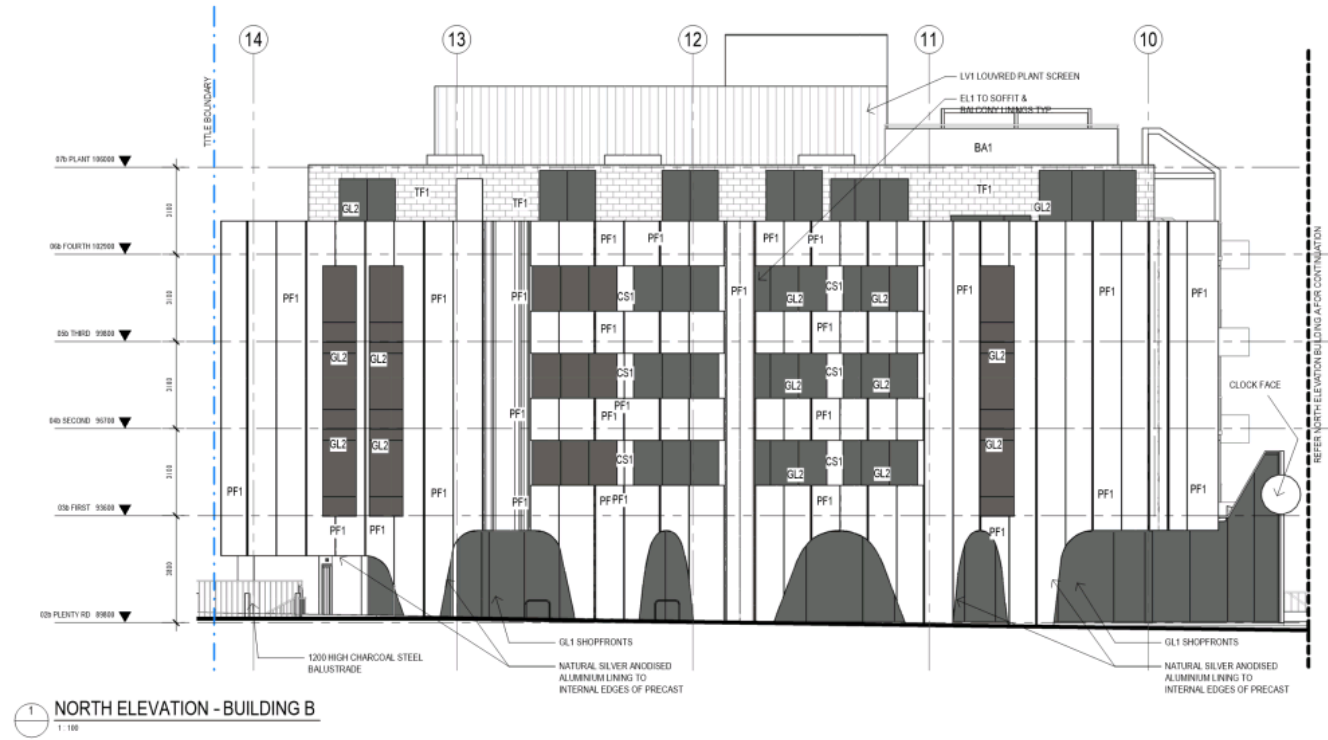 14
13
12
11
10
TITLE BOUNDARY
LV1 LOUVRED PLANT SCREEN
EL1 TO SOFFIT &
BALCONY LININGS TYP
BA1
07b PLANT 106000
TF1
TF1
TF1
GL2
GL2
3100
PF1
PF1
PF1
PF1
06b FOURTH 102900
PF1
PF1
PF1
CS1
GL2
PF1
CS1
GL2
PF1
PF1
PF1
3100
PF1
PF1
05b THIRD 99800
GL2
GL2
CS1
GL2
CS1
GL2
GL2
3100
CLOCK FACE
PF1
PF1
PF1
PF1
04b SECOND 96700
GL2
GL2
CS1
GL2
CS1
GL2
GL2
3100
PF1
PF1
PF1
PF PF1
PF1
PF1
PF1
03b FIRST 93600
PF1
PF1
PF1
3800
02b PLENTY RD 89800
REFER NORTH ELEVATION BUILDING A FOR CONTINUATION
GL1 SHOPFRONTS
GL1 SHOPFRONTS
1200 HIGH CHARCOAL STEEL
BALUSTRADE
NATURAL SILVER ANODISED
ALUMINIUM LINING TO
INTERNAL EDGES OF PRECAST
NATURAL SILVER ANODISED
ALUMINIUM LINING TO
INTERNAL EDGES OF PRECAST
1
NORTH ELEVATION - BUILDING B
1 : 100